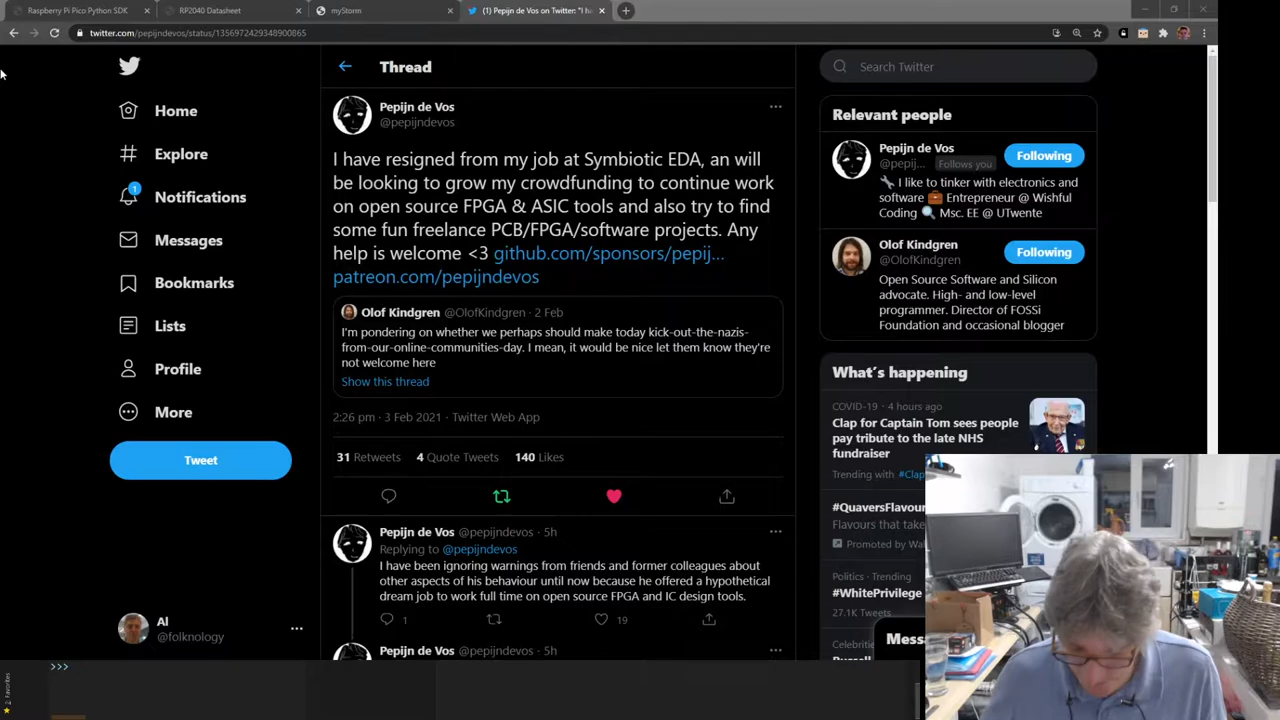 Raspberry Pi Pico Python SDK
RP2040 Datasheet
myStorm
(1) Pepijn de Vos on Twitter: "I h
twitter.com/pepijndevos/status/1356972429348900865
Home
Explore
1
Notifications
Messages
Bookmarks
Lists
Profile
More
Tweet
Al
@folknology
Thread
Pepijn de Vos
@pepijndevos
I have resigned from my job at Symbiotic EDA, an will
be looking to grow my crowdfunding to continue work
on open source FPGA & ASIC tools and also try to find
some fun freelance PCB/FPGA/software projects. Any
help is welcome <3 github.com/sponsors/pepij…
patreon.com/pepijndevos
Olof Kindgren @OlofKindgren · 2 Feb
I'm pondering on whether we perhaps should make today kick-out-the-nazis-
from-our-online-communities-day. I mean, it would be nice let them know they're
not welcome here
Show this thread
2:26 pm · 3 Feb 2021 · Twitter Web App
31 Retweets 4 Quote Tweets 140 Likes
Pepijn de Vos @pepijndevos · 5h
Replying to @pepijndevos
I have been ignoring warnings from friends and former colleagues about
other aspects of his behaviour until now because he offered a hypothetical
dream job to work full time on open source FPGA and IC design tools.
1
19
Pepijn de Vos @pepijndevos · 5h
Search Twitter
Relevant people
Pepijn de Vos
@pepij... Follows you
Following
I like to tinker with electronics and
software Entrepreneur @ Wishful
Coding Msc. EE @ UTwente
Olof Kindgren
@OlofKindgren
Following
Open Source Software and Silicon
advocate. High- and low-level
programmer. Director of FOSSi
Foundation and occasional blogger
What's happening
COVID-19 · 4 hours ago
Clap for Captain Tom sees people
pay tribute to the late NHS
fundraiser
Trending with #Clap
#QuaversFlavour
Flavours that take
Promoted by Wal
Politics · Trending
#WhitePrivilege
27.1K Tweets
Celebriti
Mess
>>>
2: Favorites